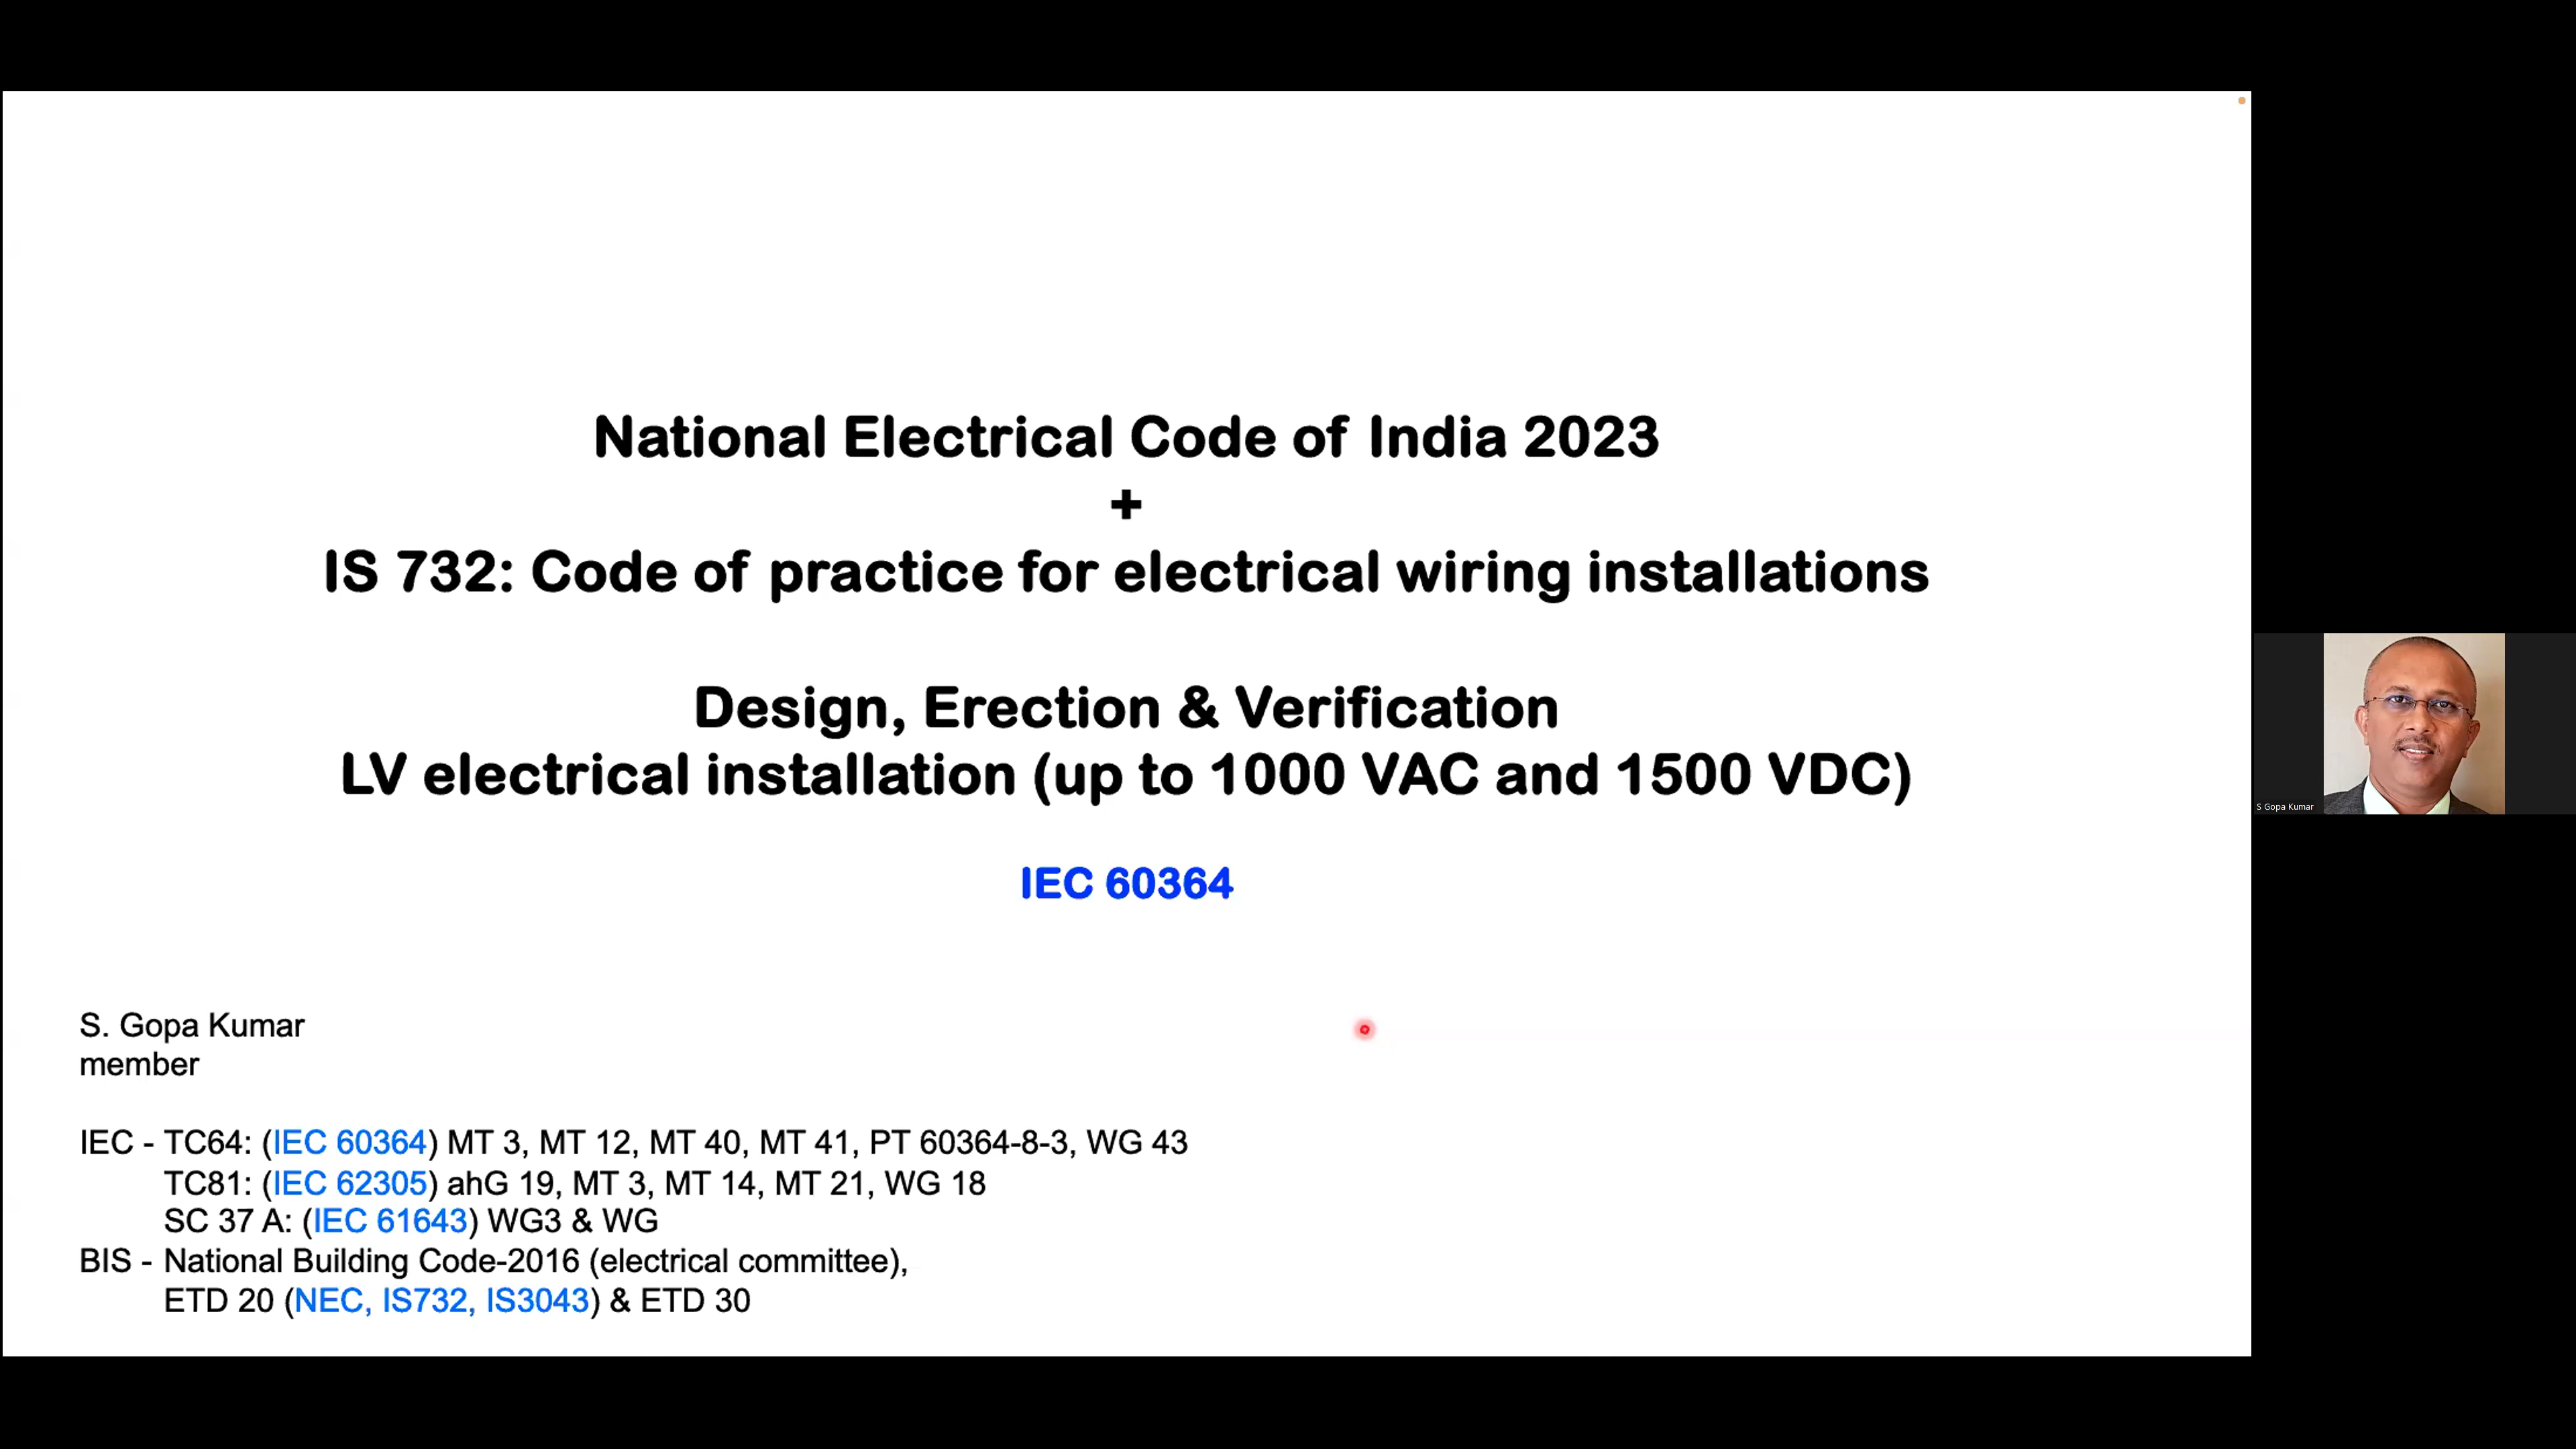 National Electrical Code of India 2023
+
IS 732: Code of practice for electrical wiring installations
Design, Erection & Verification
LV electrical installation (up to 1000 VAC and 1500 VDC)
IEC 60364
S. Gopa Kumar
member
IEC - TC64: (IEC 60364) MT 3, MT 12, MT 40, MT 41, PT 60364-8-3, WG 43
TC81: (IEC 62305) ahG 19, MT 3, MT 14, MT 21, WG 18
SC 37 A: (IEC 61643) WG3 & WG
BIS - National Building Code-2016 (electrical committee),
ETD 20 (NEC, IS732, IS3043) & ETD 30
S Gopa Kumar